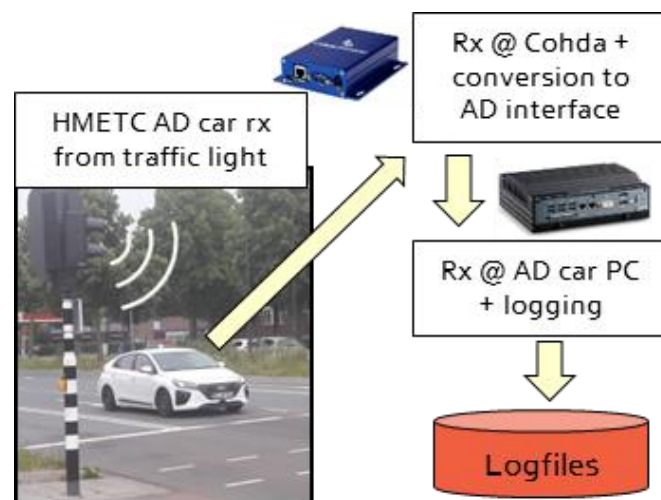 HMETC AD car rx
from traffic light
Rx @ Cohda +
conversion to
AD interface
Rx @ AD car PC
+ logging
Logfiles